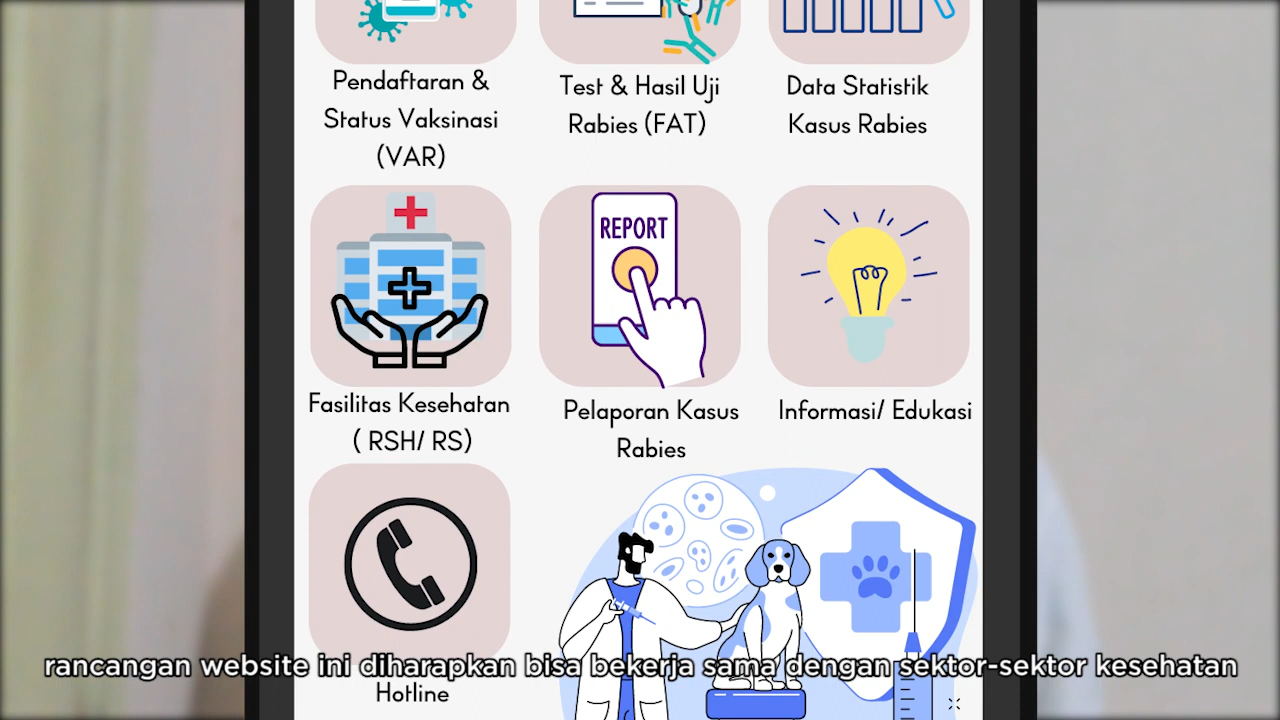 Pendaftaran &
Status Vaksinasi
(VAR)
Test & Hasil Uji
Rabies (FAT)
Data Statistik
Kasus Rabies
REPORT
Fasilitas Kesehatan
( RSH/ RS)
Pelaporan Kasus
Rabies
Informasi/ Edukasi
rancangan website ini diharapkan bisa bekerja sama dengan sektor-sektor kesehatan
Hotline